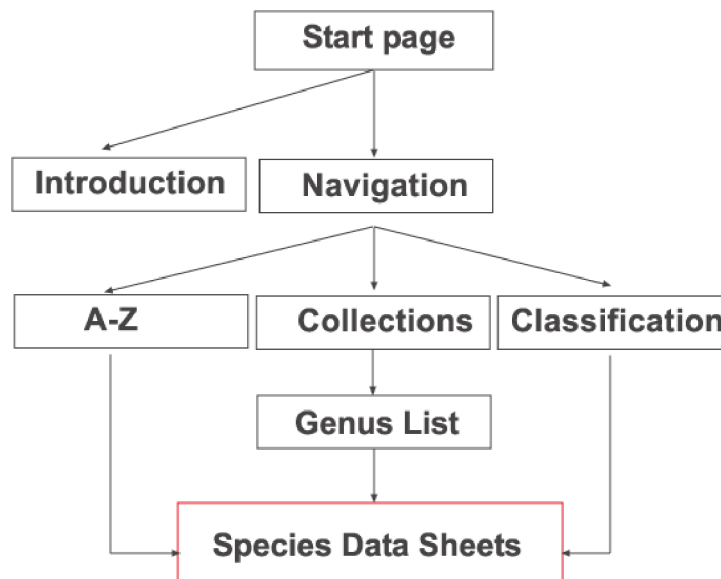 Start page
Introduction
Navigation
A-Z
Collections
Classification
Genus List
Species Data Sheets